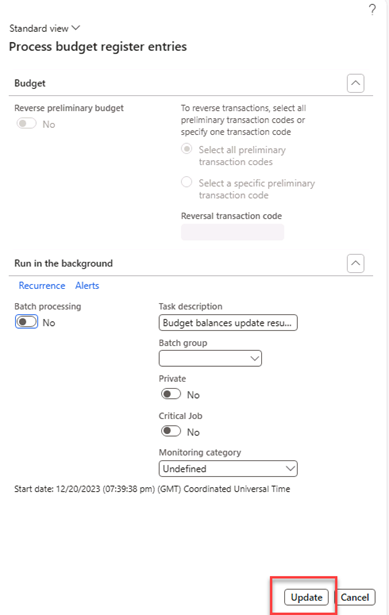 ?
Standard view
Process budget register entries
Budget
Reverse preliminary budget
No
To reverse transactions, select all
preliminary transaction codes or
specify one transaction code
Select all preliminary
transaction codes
Select a specific preliminary
transaction code
Reversal transaction code
Run in the background
Recurrence Alerts
Batch processing
No
Task description
Budget balances update resu...
Batch group
Private
No
Critical Job
No
Monitoring category
Undefined
Start date: 12/20/2023 (07:39:38 pm) (GMT) Coordinated Universal Time
Update Cancel